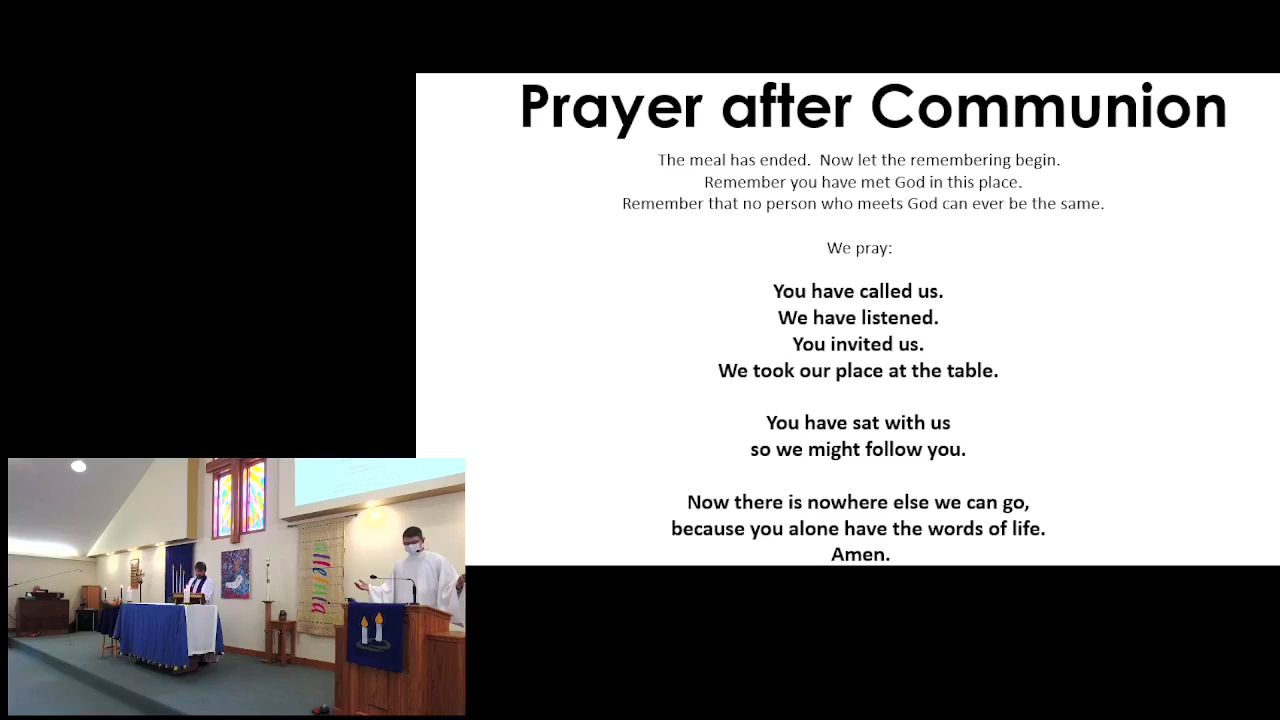 Prayer after Communion
The meal has ended.  Now let the remembering begin.
Remember you have met God in this place.
Remember that no person who meets God can ever be the same.
We pray:
You have called us.
We have listened.
You invited us.
We took our place at the table.
You have sat with us
so we might follow you.
Now there is nowhere else we can go,
because you alone have the words of life.
Amen.
alleluia